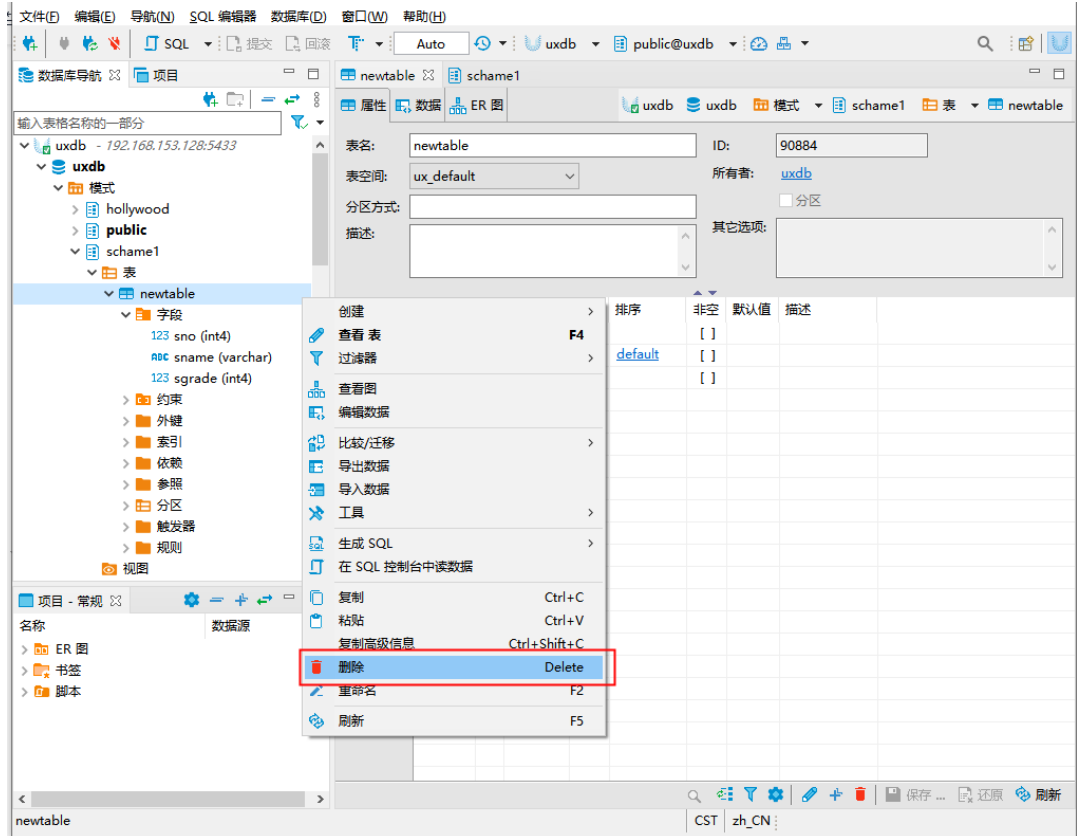 文件(F) 编辑(E) 导航(N) SQL 编辑器 数据库(D) 窗口(W) 帮助(H)
SQL 提交 回滚 Auto uxdb public@uxdb
数据库导航 项目
newtable schame1
属性 数据 ER 图 uxdb uxdb 模式 schame1 表 newtable
输入表格名称的一部分
uxdb - 192.168.153.128:5433
uxdb
模式
hollywood
public
schame1
表
newtable
字段
123 sno (int4)
ABC sname (varchar)
123 sgrade (int4)
约束
外键
索引
依赖
参照
分区
触发器
规则
视图
表名: newtable ID: 90884
表空间: ux_default 所有者: uxdb
分区方式: 分区
描述: 其它选项:
排序 非空 默认值 描述
[ ]
default [ ]
[ ]
创建
查看 表 F4
过滤器
查看图
编辑数据
比较/迁移
导出数据
导入数据
工具
生成 SQL
在 SQL 控制台中读数据
复制 Ctrl+C
粘贴 Ctrl+V
复制高级信息 Ctrl+Shift+C
删除 Delete
重命名 F2
刷新 F5
项目 - 常规
名称 数据源
ER 图
书签
脚本
保存 ... 还原 刷新
newtable CST zh_CN